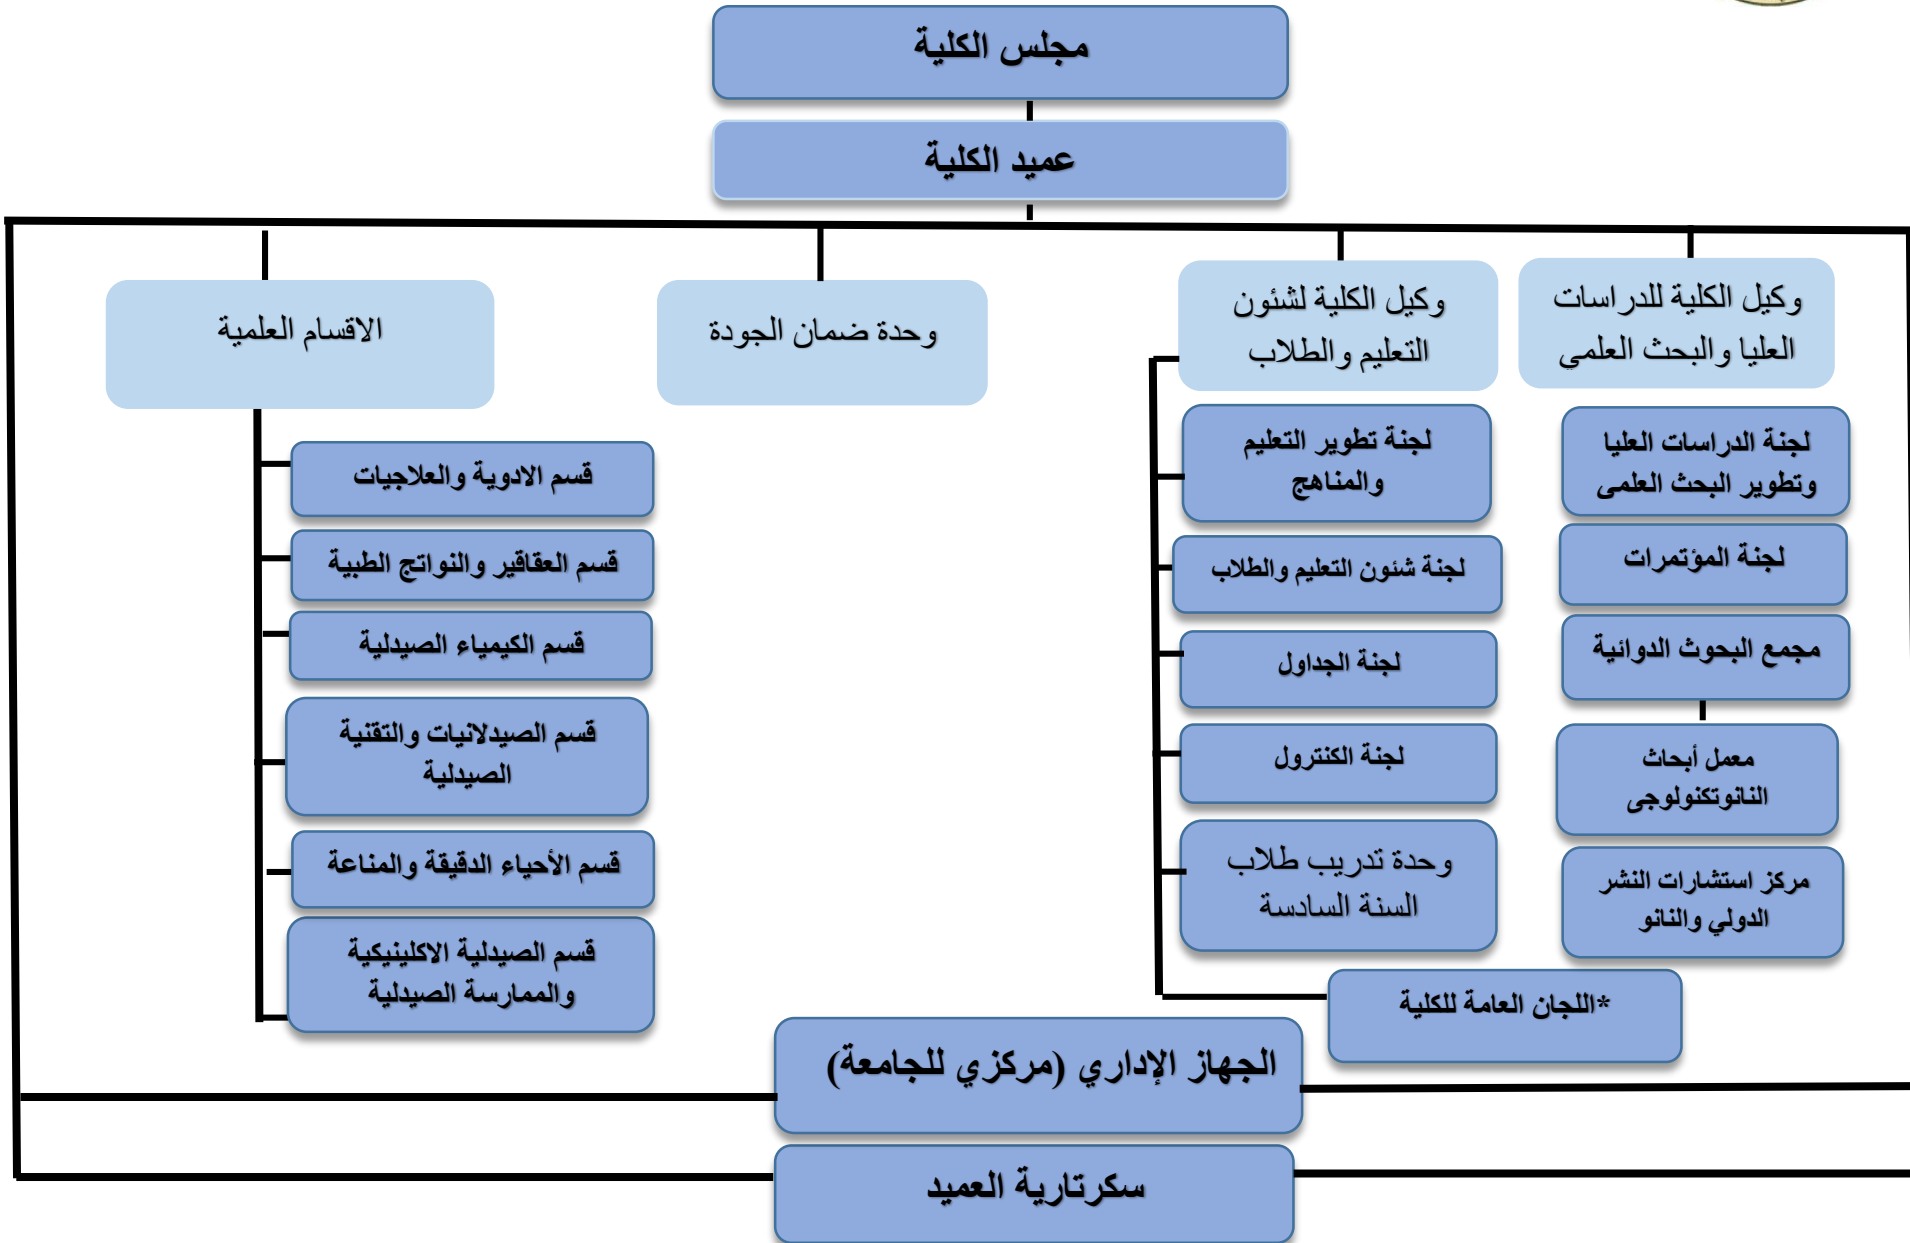 مجلس الكلية
عميد الكلية
وكيل الكلية للدراسات
العليا والبحث العلمى
لجنة الدراسات العليا
وتطوير البحث العلمى
لجنة المؤتمرات
مجمع البحوث الدوائية
معمل أبحاث
النانوتكنولوجى
مركز استشارات النشر
الدولي والنانو
وكيل الكلية لشئون
التعليم والطلاب
لجنة تطوير التعليم
والمناهج
لجنة شئون التعليم والطلاب
لجنة الجداول
لجنة الكنترول
وحدة تدريب طلاب
السنة السادسة
*اللجان العامة للكلية
وحدة ضمان الجودة
الاقسام العلمية
قسم الادوية والعلاجيات
قسم العقاقير والنواتج الطبية
قسم الكيمياء الصيدلية
قسم الصيدلانيات والتقنية
الصيدلية
قسم الأحياء الدقيقة والمناعة
قسم الصيدلية الاكلينيكية
والممارسة الصيدلية
الجهاز الإداري (مركزي للجامعة)
سكرتارية العميد